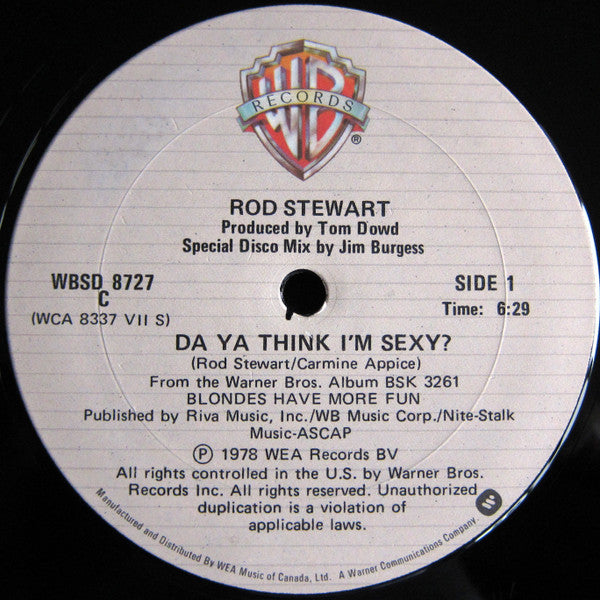 WB
RECORDS
®
ROD STEWART
Produced by Tom Dowd
Special Disco Mix by Jim Burgess
WBSD 8727
C
(WCA 8337 VII S)
SIDE 1
Time: 6:29
DA YA THINK I'M SEXY?
(Rod Stewart/Carmine Appice)
From the Warner Bros. Album BSK 3261
BLONDES HAVE MORE FUN
Published by Riva Music, Inc./WB Music Corp./Nite-Stalk
Music-ASCAP
Ⓟ 1978 WEA Records BV
All rights controlled in the U.S. by Warner Bros.
Records Inc. All rights reserved. Unauthorized
duplication is a violation of
applicable laws.
Manufactured and Distributed By WEA Music of Canada, Ltd. A Warner Communications Company.